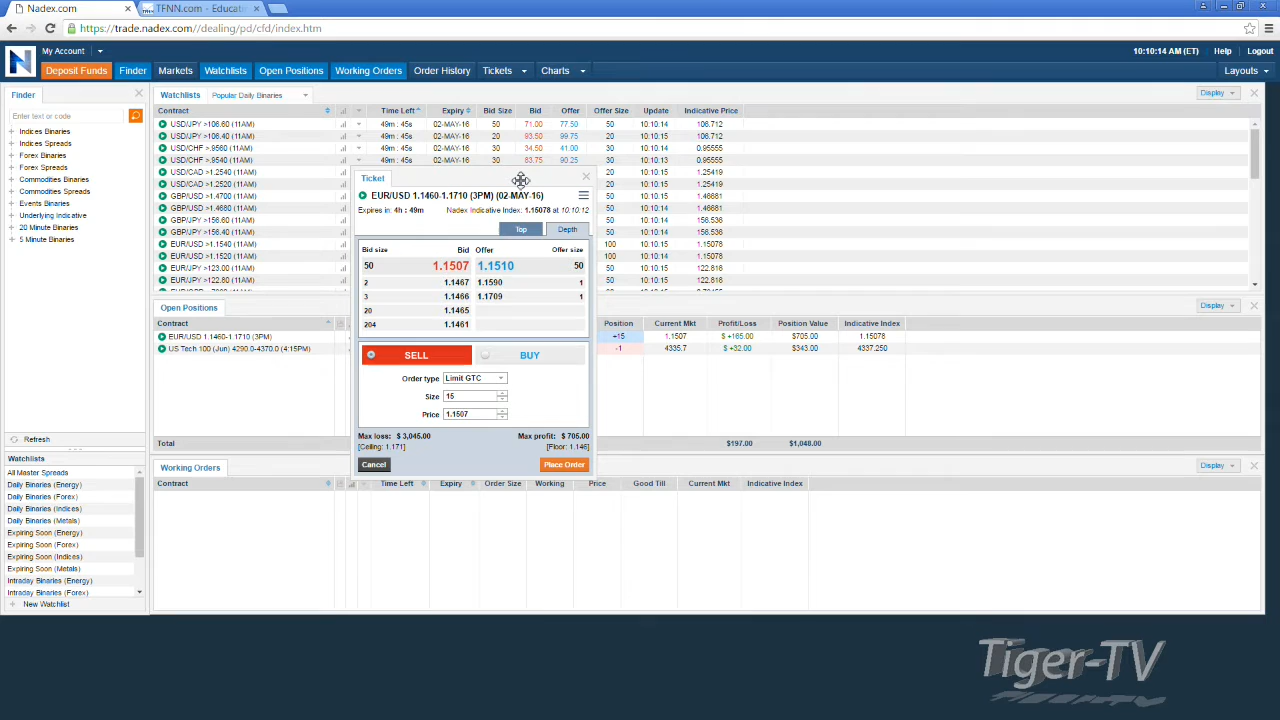 Nadex.com
TFNN.com - Educati
https://trade.nadex.com//dealing/pd/cfd/index.htm
My Account
10:10:14 AM (ET) Help Logout
Deposit Funds Finder Markets Watchlists Open Positions Working Orders Order History Tickets Charts Layouts
Finder
Enter text or code
Indices Binaries
Indices Spreads
Forex Binaries
Forex Spreads
Commodities Binaries
Commodities Spreads
Events Binaries
Underlying Indicative
20 Minute Binaries
5 Minute Binaries
Refresh
Watchlists
All Master Spreads
Daily Binaries (Energy)
Daily Binaries (Forex)
Daily Binaries (Indices)
Daily Binaries (Metals)
Expiring Soon (Energy)
Expiring Soon (Forex)
Expiring Soon (Indices)
Expiring Soon (Metals)
Intraday Binaries (Energy)
Intraday Binaries (Forex)
New Watchlist
Watchlists Popular Daily Binaries Display
Contract Time Left Expiry Bid Size Bid Offer Offer Size Update Indicative Price
USD/JPY >106.60 (11AM) 49m : 45s 02-MAY-16 50 71.00 77.50 50 10:10:14 106.712
USD/JPY >106.40 (11AM) 49m : 45s 02-MAY-16 20 93.50 99.75 20 10:10:15 106.712
USD/CHF >.9560 (11AM) 49m : 45s 02-MAY-16 30 34.50 41.00 30 10:10:14 0.95555
USD/CHF >.9540 (11AM) 49m : 45s 02-MAY-16 30 83.75 90.25 30 10:10:13 0.95555
USD/CAD >1.2540 (11AM) 20 10:10:15 1.25419
USD/CAD >1.2520 (11AM) 20 10:10:15 1.25419
GBP/USD >1.4700 (11AM) 50 10:10:15 1.46681
GBP/USD >1.4660 (11AM) 50 10:10:14 1.46681
GBP/JPY >156.60 (11AM) 50 10:10:14 156.536
GBP/JPY >156.40 (11AM) 50 10:10:14 156.536
EUR/USD >1.1540 (11AM) 100 10:10:15 1.15078
EUR/USD >1.1520 (11AM) 100 10:10:14 1.15078
EUR/JPY >123.00 (11AM) 50 10:10:15 122.816
EUR/JPY >122.80 (11AM) 50 10:10:14 122.816
Ticket
EUR/USD 1.1460-1.1710 (3PM) (02-MAY-16)
Expires in: 4h : 49m Nadex Indicative Index: 1.15078 at 10:10:12
Top Depth
Bid size Bid Offer Offer size
50 1.1507 1.1510 50
2 1.1467 1.1590 1
3 1.1466 1.1709 1
20 1.1465
204 1.1461
SELL BUY
Order type Limit GTC
Size 15
Price 1.1507
Max loss: $ 3,045.00 Max profit: $ 705.00
[Ceiling: 1.171] [Floor: 1.146]
Cancel Place Order
Open Positions Display
Contract Position Current Mkt Profit/Loss Position Value Indicative Index
EUR/USD 1.1460-1.1710 (3PM) +15 1.1507 $ +165.00 $705.00 1.15078
US Tech 100 (Jun) 4290.0-4370.0 (4:15PM) -1 4335.7 $ +32.00 $343.00 4337.250
Total $197.00 $1,048.00
Working Orders Display
Contract Time Left Expiry Order Size Working Price Good Till Current Mkt Indicative Index
Tiger-TV